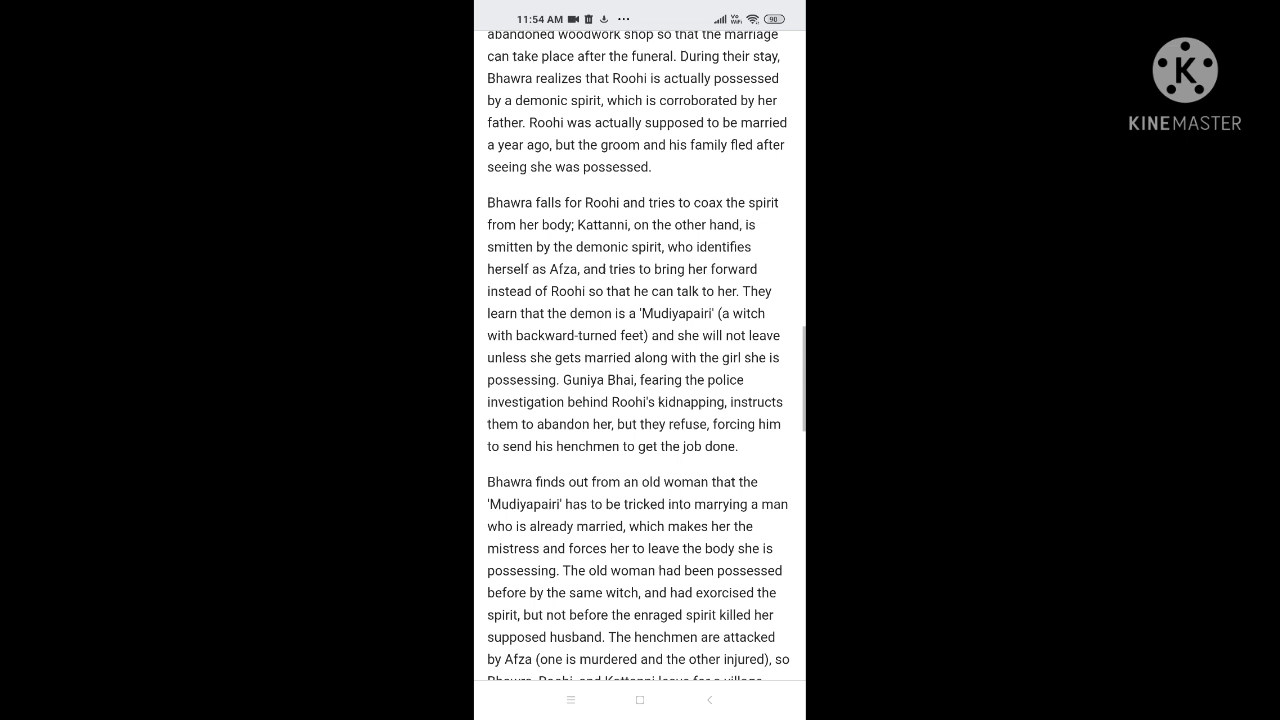 11:54 AM
Vo WiFi
90
abandoned woodwork shop so that the marriage
can take place after the funeral. During their stay,
Bhawra realizes that Roohi is actually possessed
by a demonic spirit, which is corroborated by her
father. Roohi was actually supposed to be married
a year ago, but the groom and his family fled after
seeing she was possessed.
Bhawra falls for Roohi and tries to coax the spirit
from her body; Kattanni, on the other hand, is
smitten by the demonic spirit, who identifies
herself as Afza, and tries to bring her forward
instead of Roohi so that he can talk to her. They
learn that the demon is a 'Mudiyapairi' (a witch
with backward-turned feet) and she will not leave
unless she gets married along with the girl she is
possessing. Guniya Bhai, fearing the police
investigation behind Roohi's kidnapping, instructs
them to abandon her, but they refuse, forcing him
to send his henchmen to get the job done.
Bhawra finds out from an old woman that the
'Mudiyapairi' has to be tricked into marrying a man
who is already married, which makes her the
mistress and forces her to leave the body she is
possessing. The old woman had been possessed
before by the same witch, and had exorcised the
spirit, but not before the enraged spirit killed her
supposed husband. The henchmen are attacked
by Afza (one is murdered and the other injured), so
Bhawra, Roohi, and Kattanni leave for a village
K
KINEMASTER